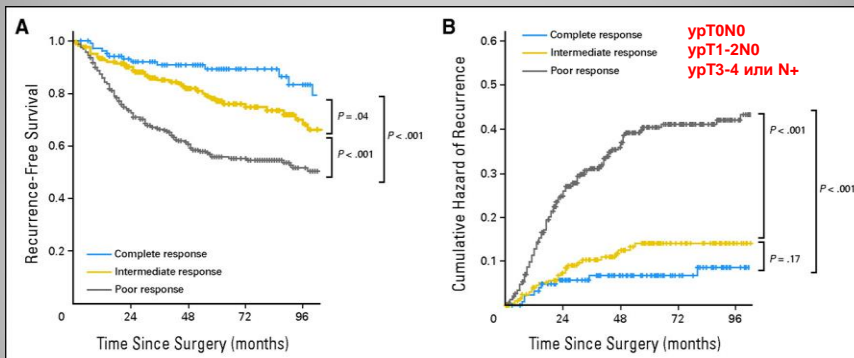 A
Recurrence-Free Survival
1.0
0.8
0.6
0.4
0.2
0
24
48
72
96
Time Since Surgery (months)
Complete response
Intermediate response
Poor response
P = .04
P < .001
P < .001
B
Cumulative Hazard of Recurrence
0.6
0.5
0.4
0.3
0.2
0.1
0
24
48
72
96
Time Since Surgery (months)
Complete response ypT0N0
Intermediate response ypT1-2N0
Poor response ypT3-4 или N+
P < .001
P < .001
P = .17